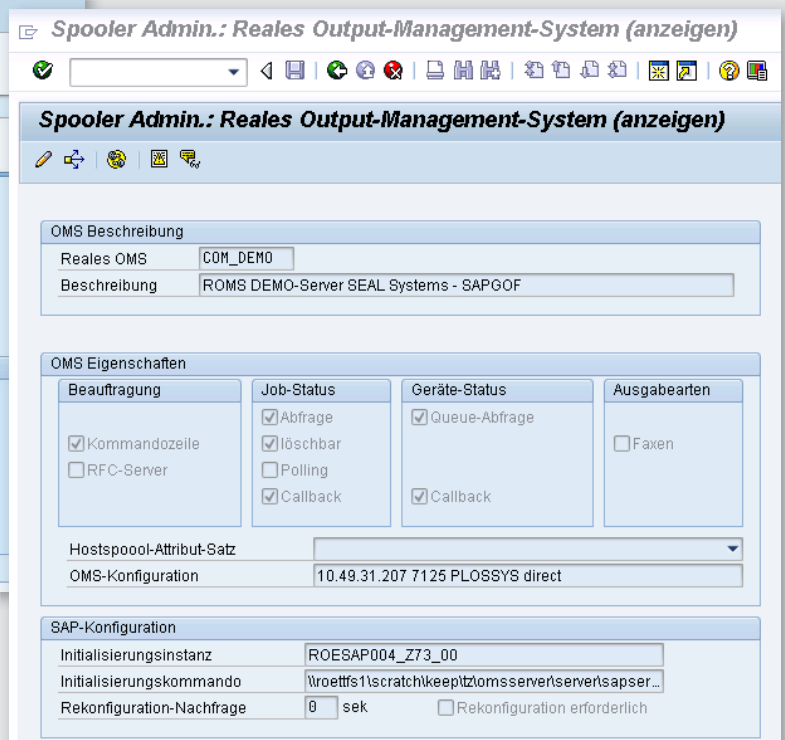 Spooler Admin.: Reales Output-Management-System (anzeigen)
Spooler Admin.: Reales Output-Management-System (anzeigen)
OMS Beschreibung
Reales OMS COM_DEMO
Beschreibung ROMS DEMO-Server SEAL Systems - SAPGOF
OMS Eigenschaften
Beauftragung
Kommandozeile
RFC-Server
Job-Status
Abfrage
löschbar
Polling
Callback
Geräte-Status
Queue-Abfrage
Callback
Ausgabearten
Faxen
Hostspoool-Attribut-Satz
OMS-Konfiguration 10.49.31.207 7125 PLOSSYS direct
SAP-Konfiguration
Initialisierungsinstanz ROESAP004_Z73_00
Initialisierungskommando \\roettfs1\scratch\keep\tz\omsserver\server\sapser...
Rekonfiguration-Nachfrage 0 sek Rekonfiguration erforderlich